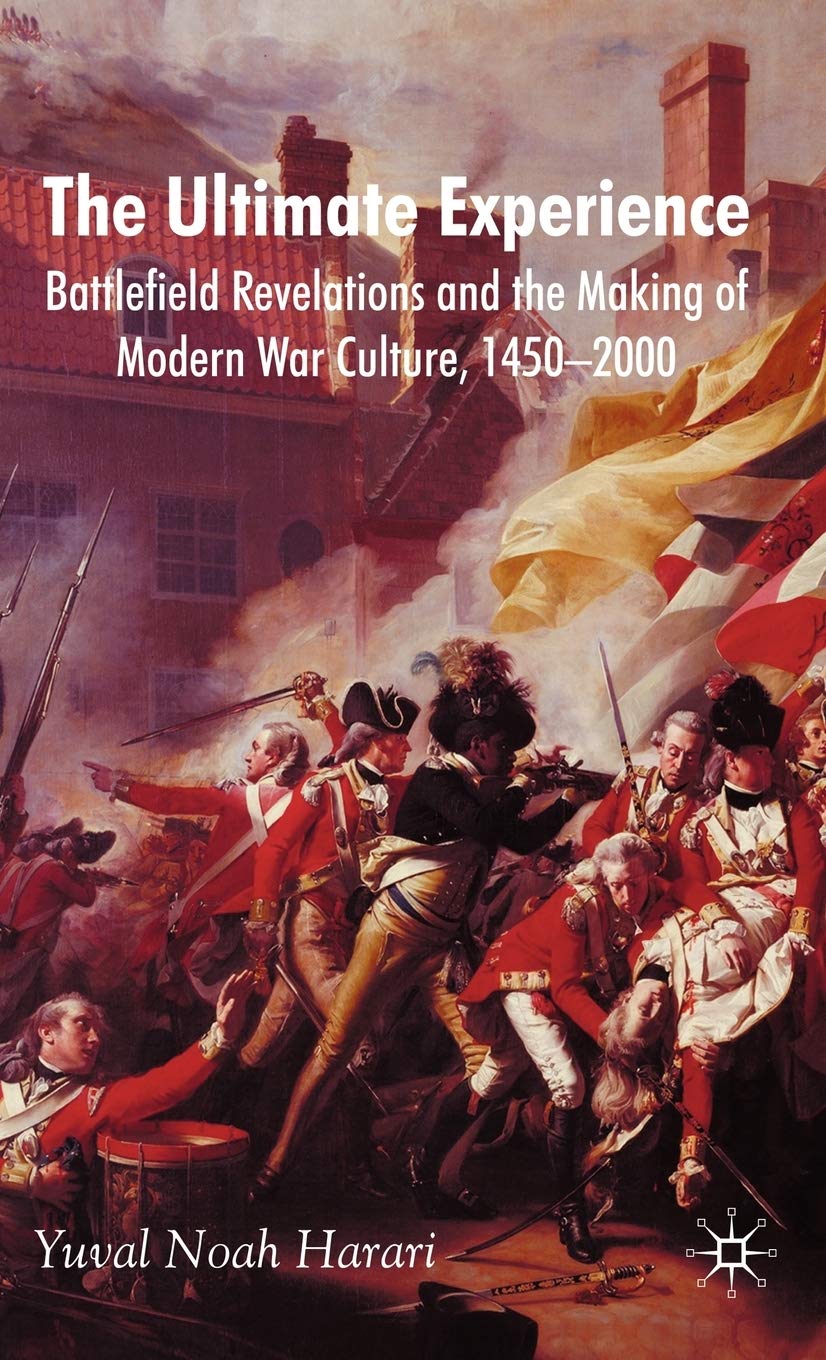 The Ultimate Experience
Battlefield Revelations and the Making of
Modern War Culture, 1450–2000
Yuval Noah Harari